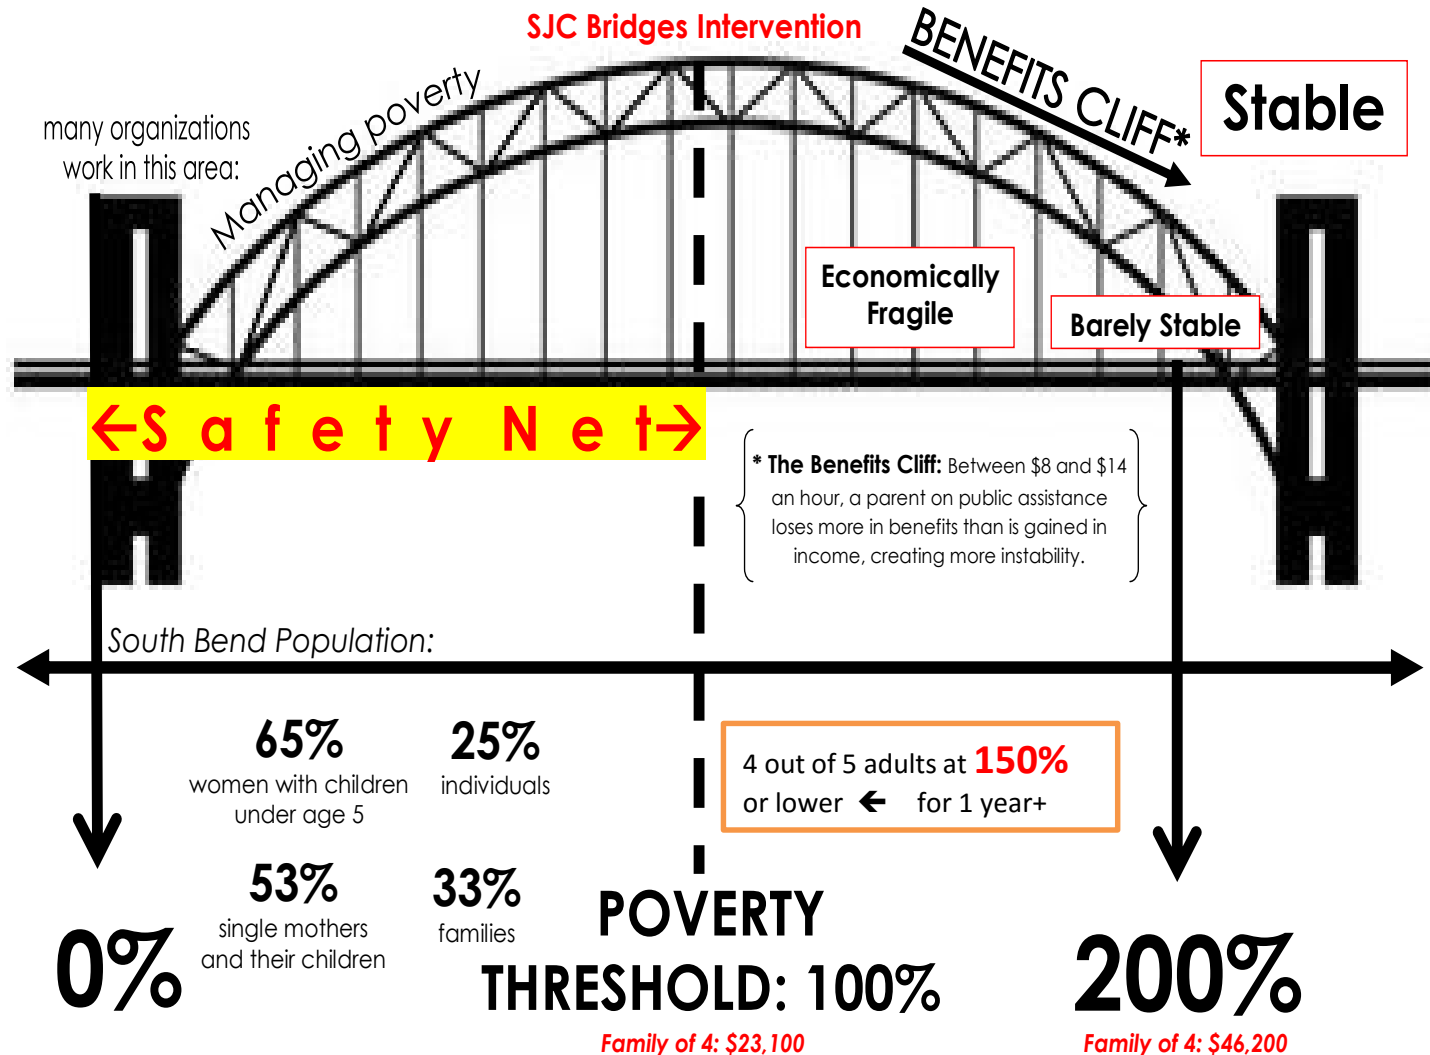 SJC Bridges Intervention
BENEFITS CLIFF*
Stable
many organizations
work in this area:
Managing poverty
Economically
Fragile
Barely Stable
←S a f e t y N e t→
* The Benefits Cliff: Between $8 and $14
an hour, a parent on public assistance
loses more in benefits than is gained in
income, creating more instability.
South Bend Population:
65%
women with children
under age 5
25%
individuals
4 out of 5 adults at 150%
or lower ← for 1 year+
53%
single mothers
and their children
33%
families
0%
POVERTY
THRESHOLD: 100%
Family of 4: $23,100
200%
Family of 4: $46,200